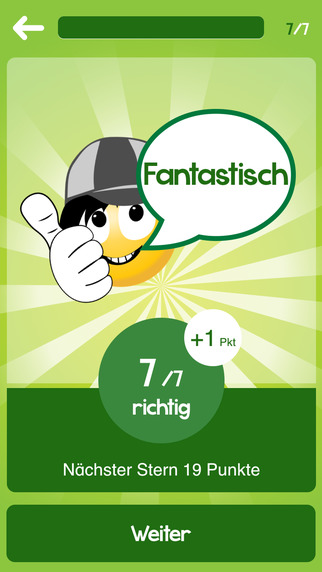 7/7
Fantastisch
+1 Pkt
7/7
richtig
Nächster Stern 19 Punkte
Weiter